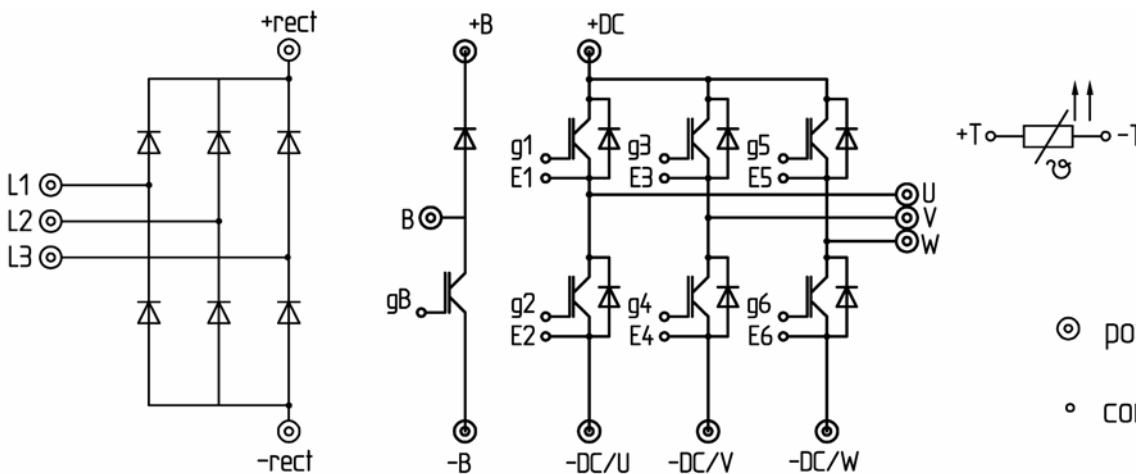 +rect
+B
+DC
g1
g3
g5
+T
-T
E1
E3
E5
L1
L2
L3
B
U
V
W
gB
g2
g4
g6
E2
E4
E6
-rect
-B
-DC/U
-DC/V
-DC/W